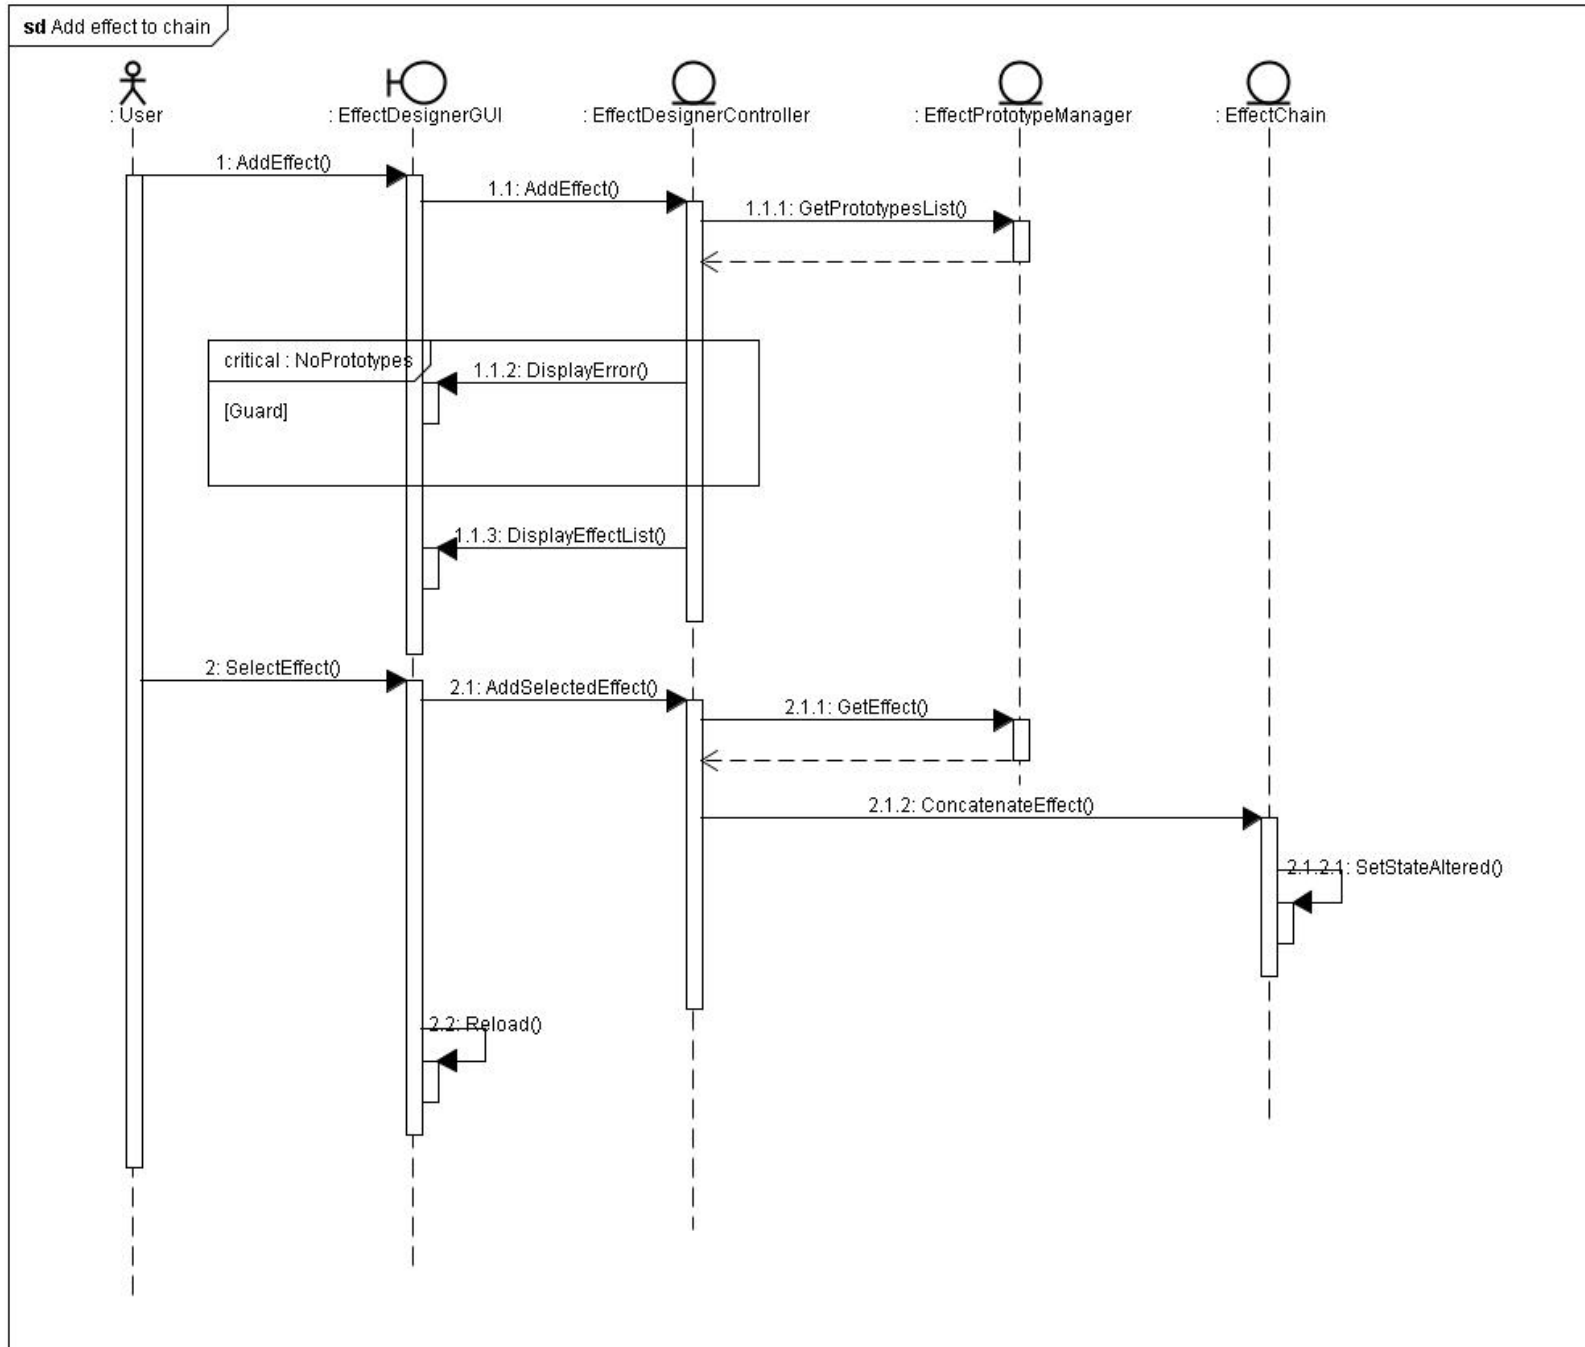 sd Add effect to chain
: User
: EffectDesignerGUI
: EffectDesignerController
: EffectPrototypeManager
: EffectChain
1: AddEffect()
1.1: AddEffect()
1.1.1: GetPrototypesList()
critical : NoPrototypes
1.1.2: DisplayError()
[Guard]
1.1.3: DisplayEffectList()
2: SelectEffect()
2.1: AddSelectedEffect()
2.1.1: GetEffect()
2.1.2: ConcatenateEffect()
2.1.2.1: SetStateAltered()
2.2: Reload()